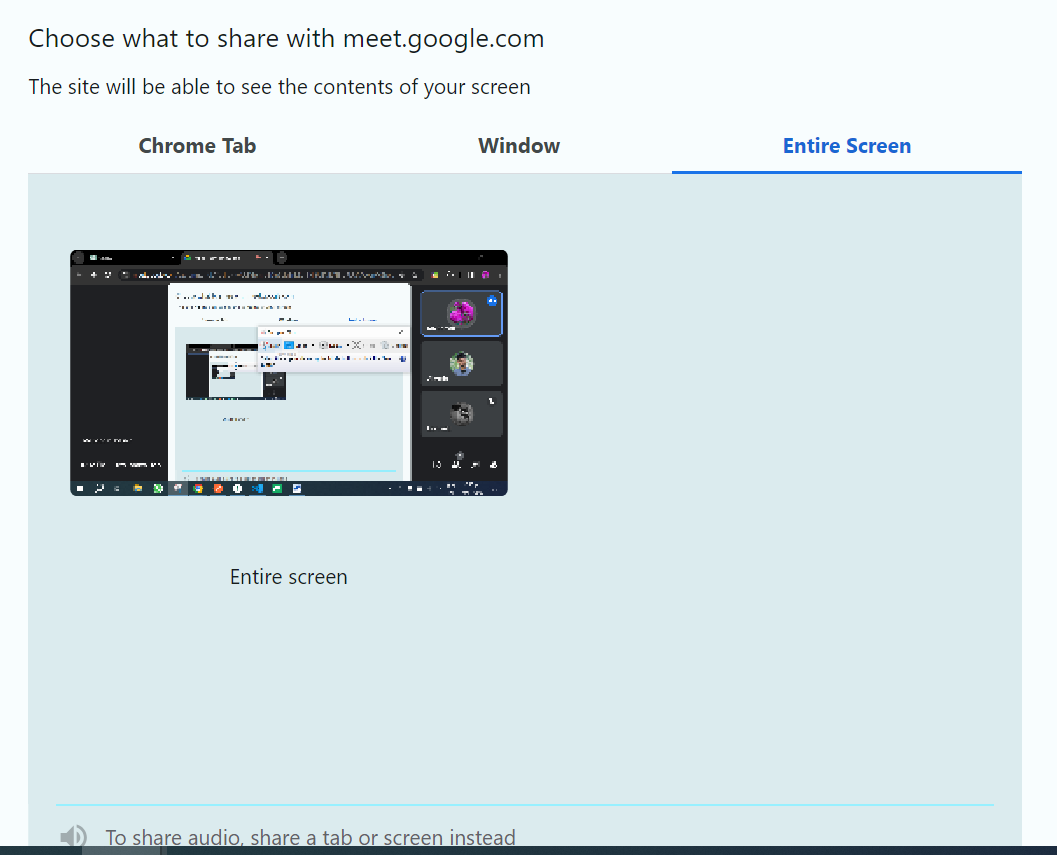 Choose what to share with meet.google.com
The site will be able to see the contents of your screen
Chrome Tab
Window
Entire Screen
Entire screen
To share audio, share a tab or screen instead